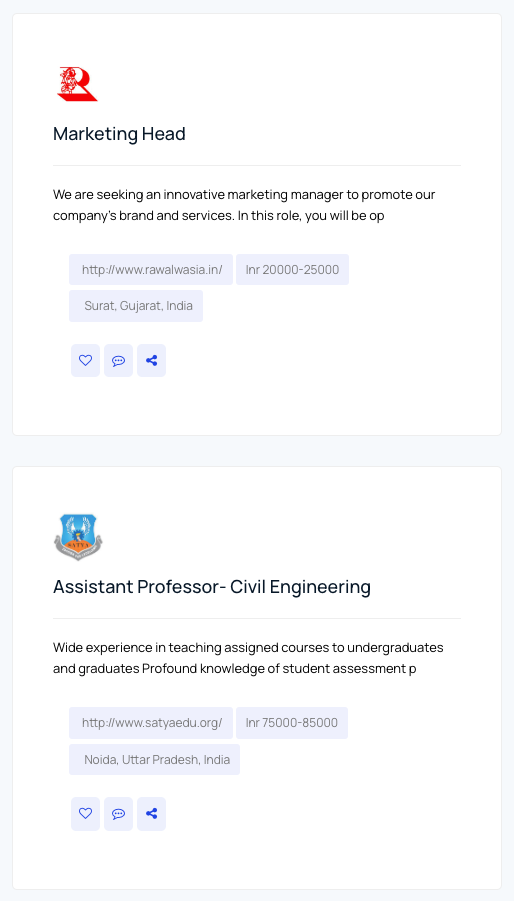 Marketing Head
We are seeking an innovative marketing manager to promote our
company's brand and services. In this role, you will be op
http://www.rawalwasia.in/ Inr 20000-25000
Surat, Gujarat, India
SATYA
Assistant Professor- Civil Engineering
Wide experience in teaching assigned courses to undergraduates
and graduates Profound knowledge of student assessment p
http://www.satyaedu.org/ Inr 75000-85000
Noida, Uttar Pradesh, India